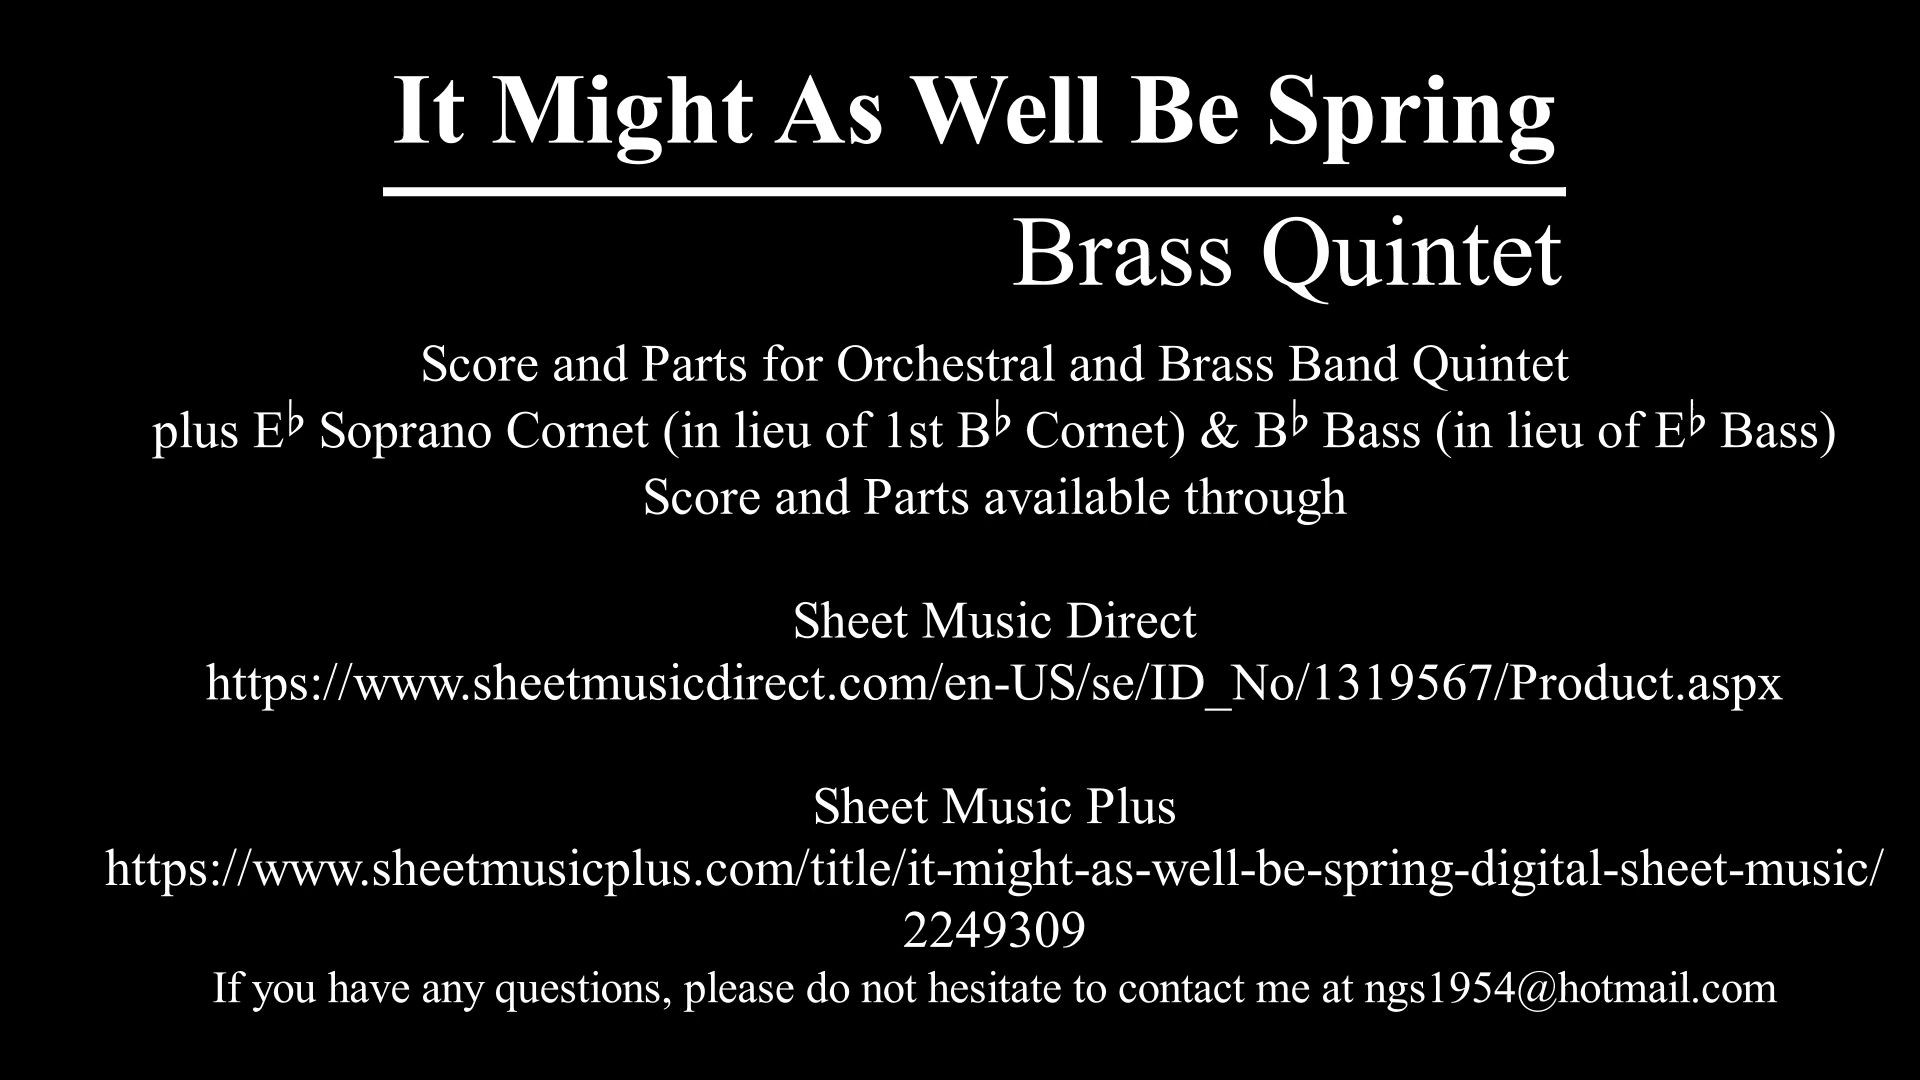 It Might As Well Be Spring
Brass Quintet
Score and Parts for Orchestral and Brass Band Quintet
plus E♭ Soprano Cornet (in lieu of 1st B♭ Cornet) & B♭ Bass (in lieu of E♭ Bass)
Score and Parts available through
Sheet Music Direct
https://www.sheetmusicdirect.com/en-US/se/ID_No/1319567/Product.aspx
Sheet Music Plus
https://www.sheetmusicplus.com/title/it-might-as-well-be-spring-digital-sheet-music/
2249309
If you have any questions, please do not hesitate to contact me at ngs1954@hotmail.com